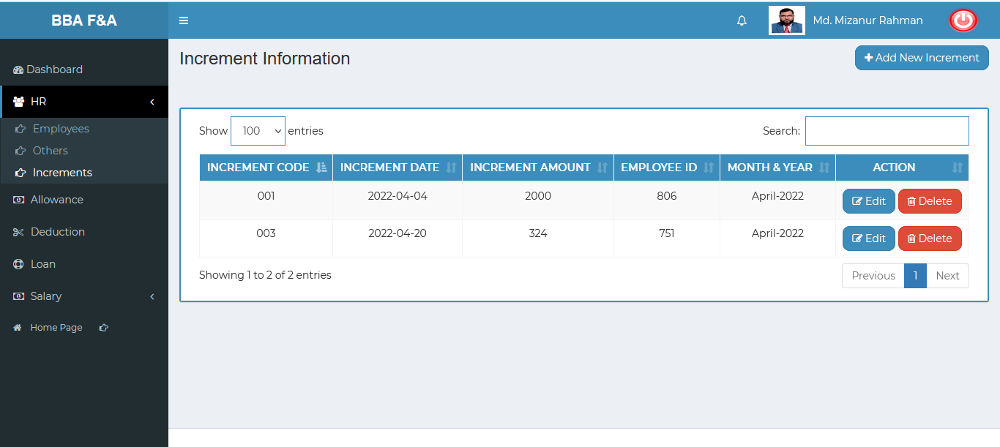 BBA F&A
Md. Mizanur Rahman
Dashboard
HR
Employees
Others
Increments
Allowance
Deduction
Loan
Salary
Home Page
Increment Information
Add New Increment
Show 100 entries
Search:
INCREMENT CODE INCREMENT DATE INCREMENT AMOUNT EMPLOYEE ID MONTH & YEAR ACTION
001 2022-04-04 2000 806 April-2022 Edit Delete
003 2022-04-20 324 751 April-2022 Edit Delete
Showing 1 to 2 of 2 entries
Previous 1 Next